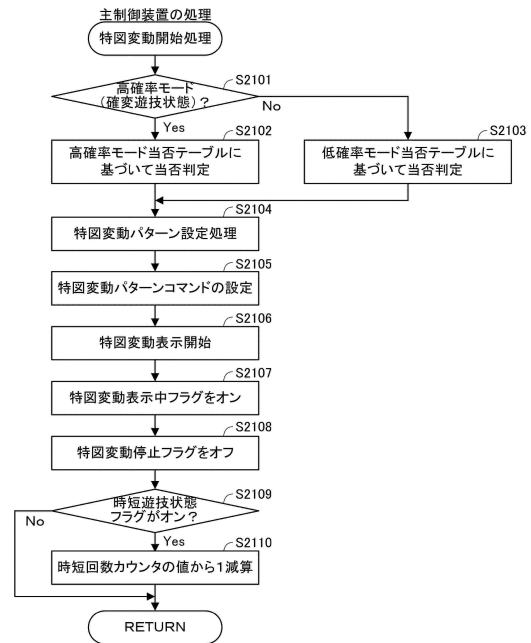 主制御装置の処理
特図変動開始処理
S2101
高確率モード
(確変遊技状態)？
No
Yes
S2102
高確率モード当否テーブルに
基づいて当否判定
S2103
低確率モード当否テーブルに
基づいて当否判定
S2104
特図変動パターン設定処理
S2105
特図変動パターンコマンドの設定
S2106
特図変動表示開始
S2107
特図変動表示中フラグをオン
S2108
特図変動停止フラグをオフ
S2109
時短遊技状態
フラグがオン？
No
Yes
S2110
時短回数カウンタの値から1減算
RETURN